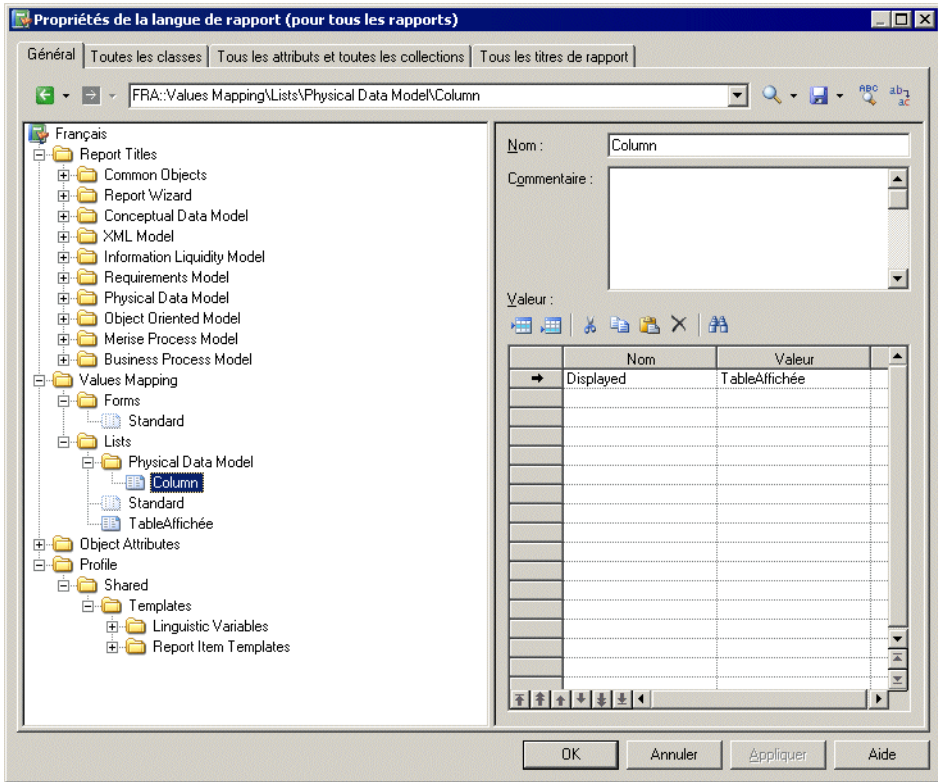 Propriétés de la langue de rapport (pour tous les rapports)
Général Toutes les classes Tous les attributs et toutes les collections Tous les titres de rapport
FRA::Values Mapping\Lists\Physical Data Model\Column
Français
Report Titles
Common Objects
Report Wizard
Conceptual Data Model
XML Model
Information Liquidity Model
Requirements Model
Physical Data Model
Object Oriented Model
Merise Process Model
Business Process Model
Values Mapping
Forms
Standard
Lists
Physical Data Model
Column
Standard
TableAffichée
Object Attributes
Profile
Shared
Templates
Linguistic Variables
Report Item Templates
Nom : Column
Commentaire :
Valeur :
Nom Valeur
Displayed TableAffichée
OK Annuler Appliquer Aide